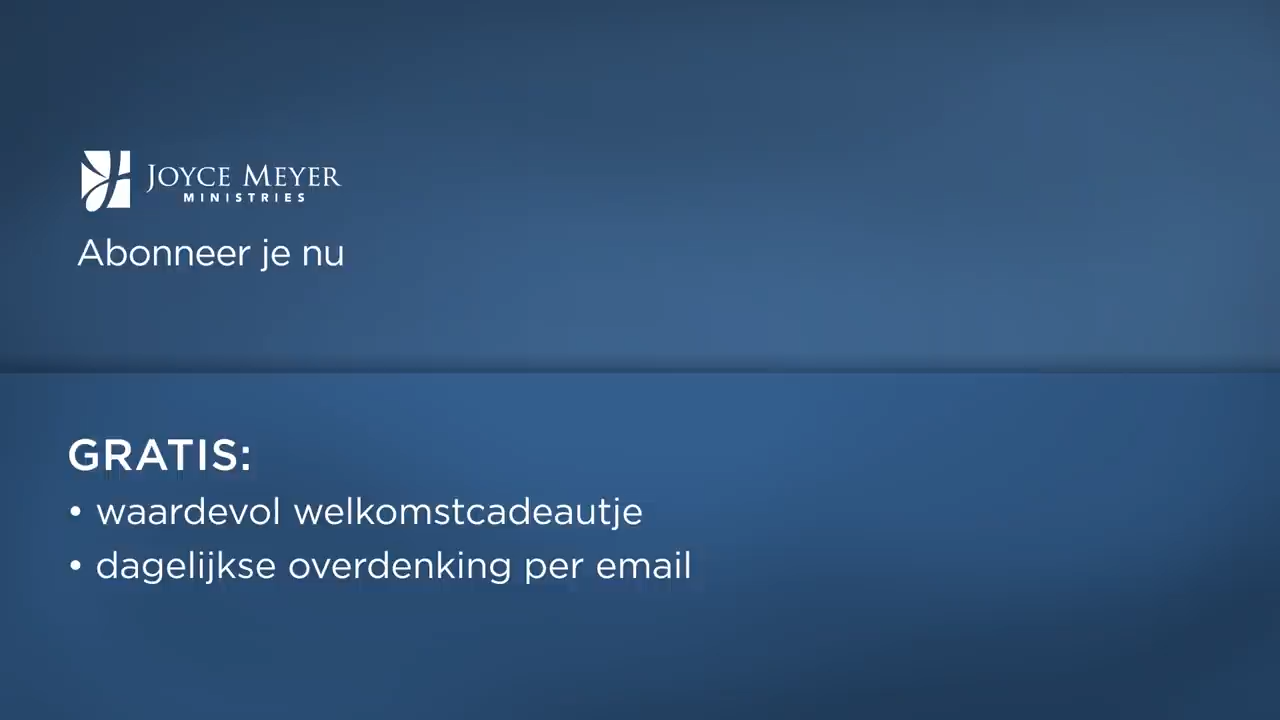 JOYCE MEYER
MINISTRIES
Abonneer je nu
GRATIS:
• waardevol welkomstcadeautje
• dagelijkse overdenking per email